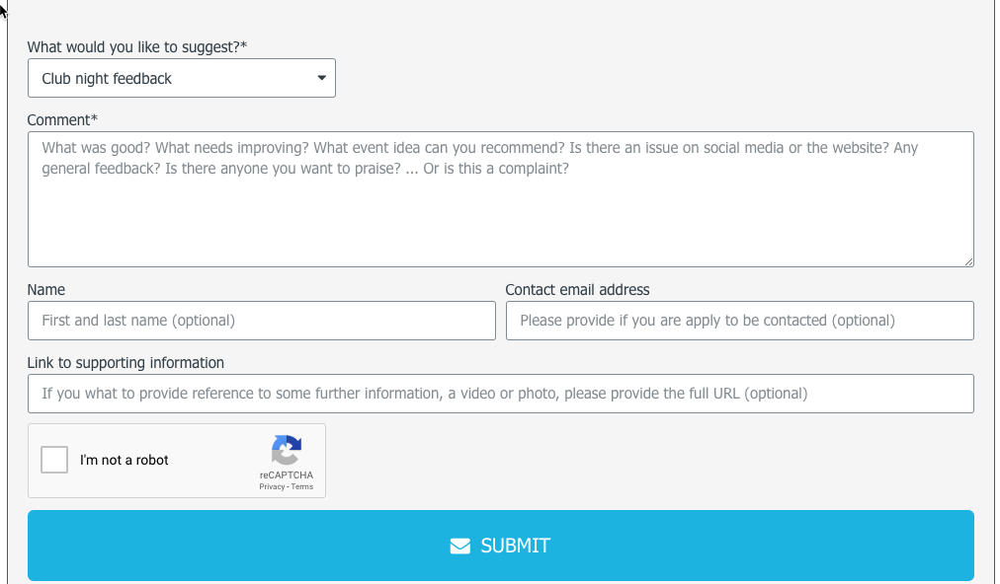 What would you like to suggest?*
Club night feedback
Comment*
What was good? What needs improving? What event idea can you recommend? Is there an issue on social media or the website? Any
general feedback? Is there anyone you want to praise? ... Or is this a complaint?
Name
Contact email address
First and last name (optional)
Please provide if you are apply to be contacted (optional)
Link to supporting information
If you what to provide reference to some further information, a video or photo, please provide the full URL (optional)
I'm not a robot
reCAPTCHA
Privacy - Terms
SUBMIT